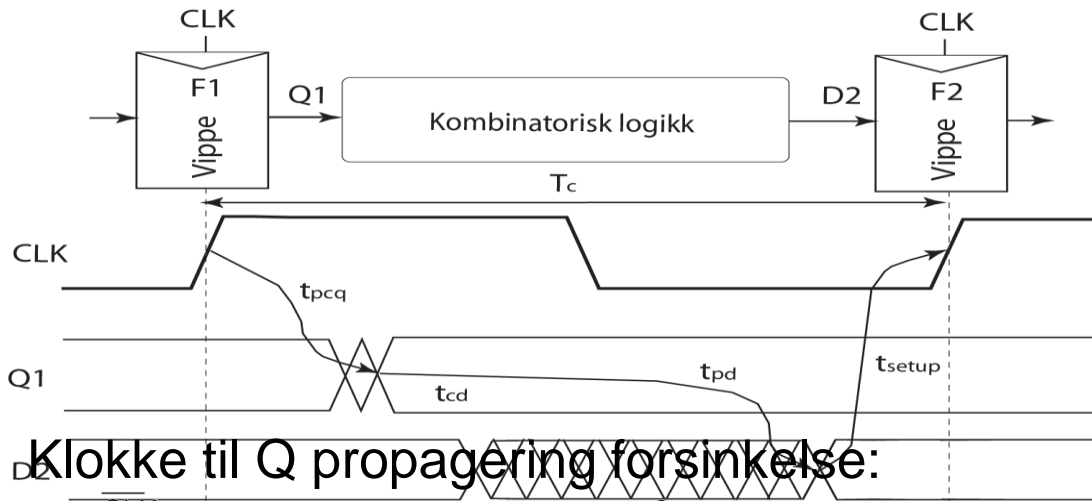 CLK CLK
F1 Q1 D2 F2
Vippe Kombinatorisk logikk Vippe
Tc
CLK
tpcq
Q1 tcd tpd tsetup
D2
Klokke til Q propagering forsinkelse: